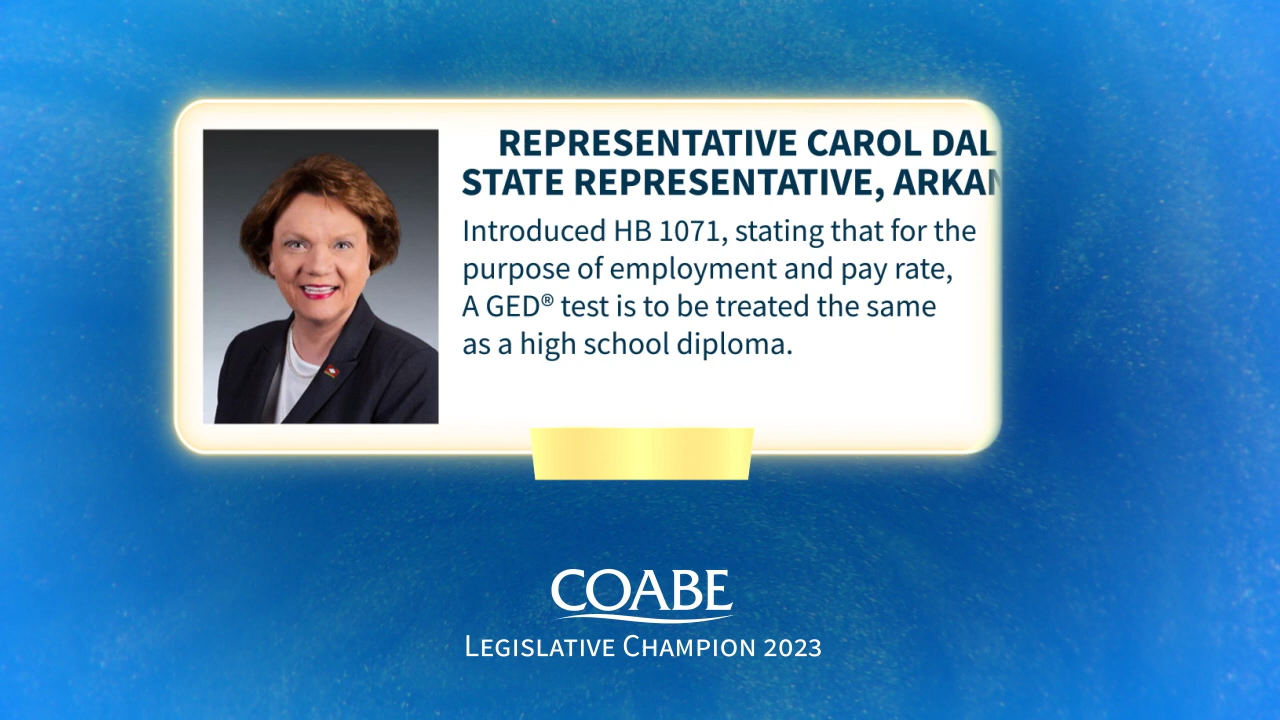 REPRESENTATIVE CAROL DAL
STATE REPRESENTATIVE, ARKAN
Introduced HB 1071, stating that for the
purpose of employment and pay rate,
A GED® test is to be treated the same
as a high school diploma.
COABE
LEGISLATIVE CHAMPION 2023